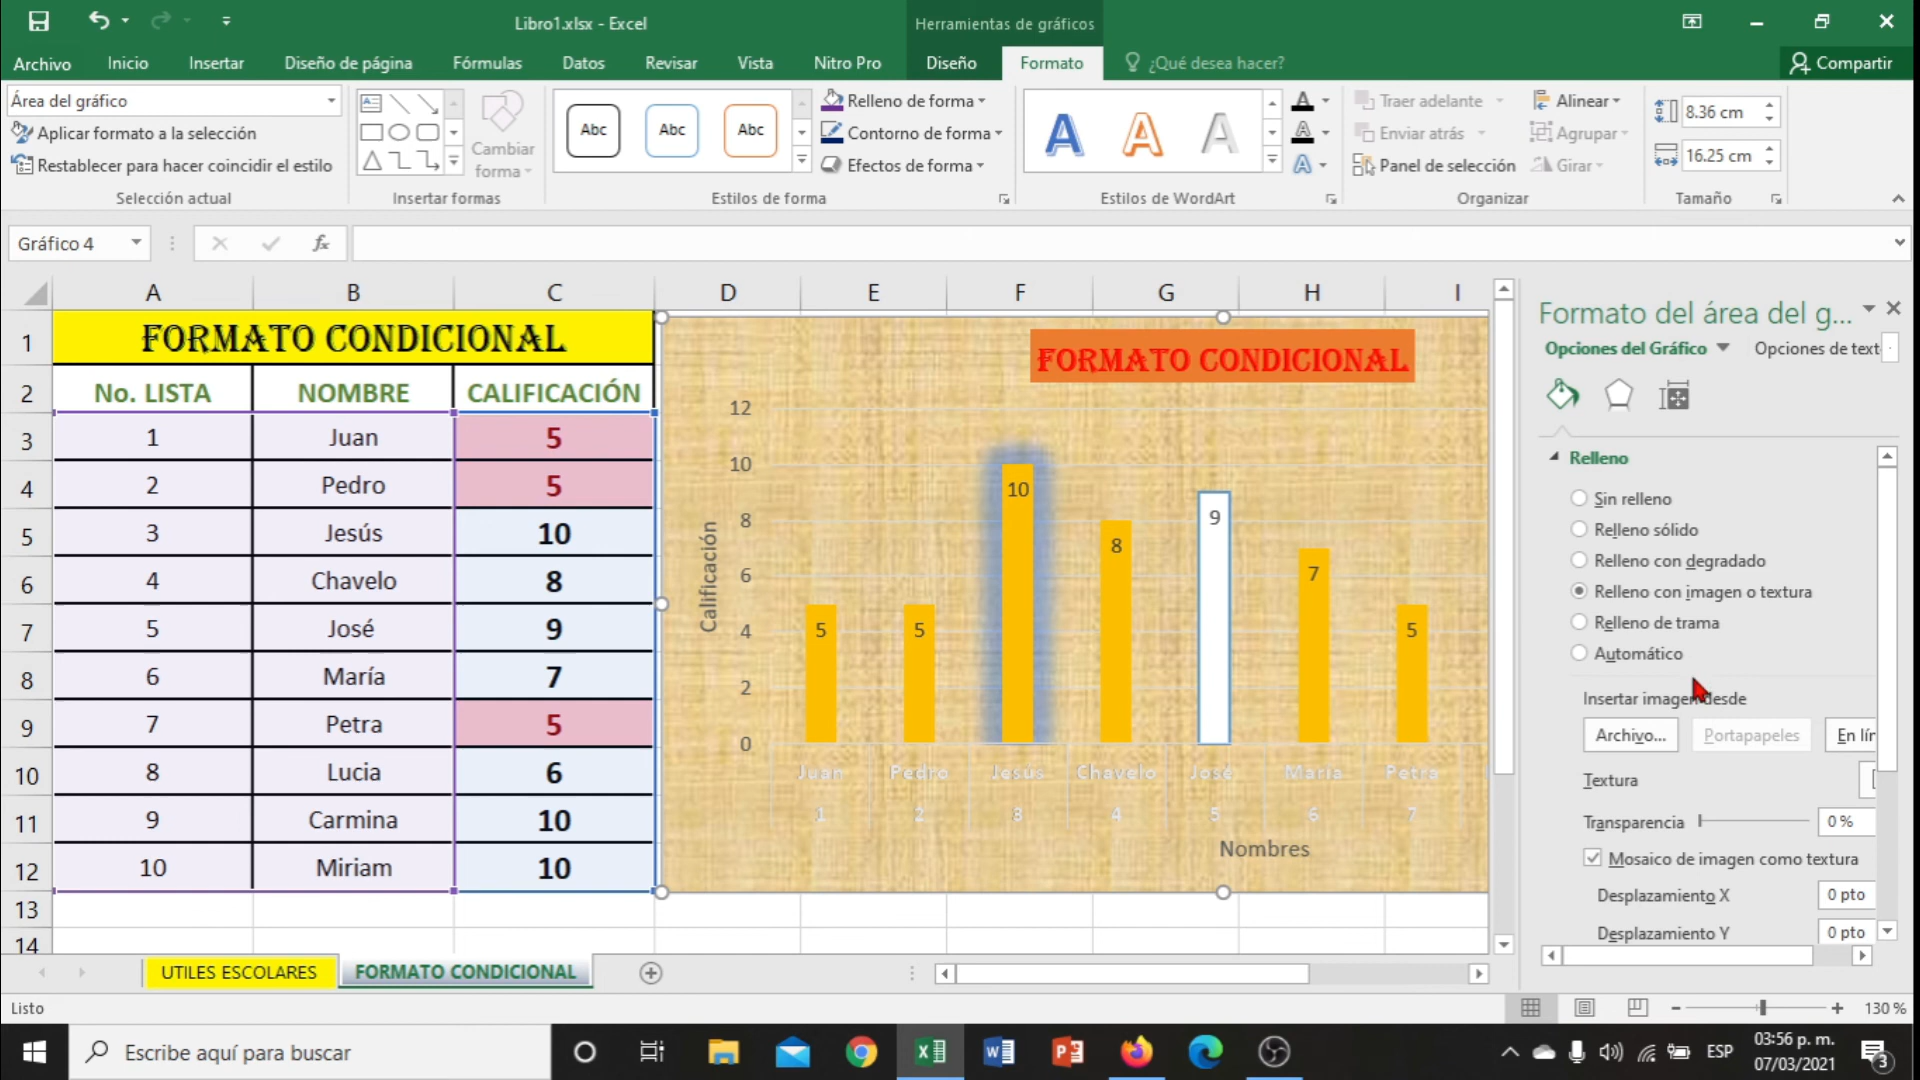 Libro1.xlsx - Excel
Herramientas de gráficos
Archivo Inicio Insertar Diseño de página Fórmulas Datos Revisar Vista Nitro Pro Diseño Formato ¿Qué desea hacer? Compartir
Área del gráfico
Aplicar formato a la selección
Restablecer para hacer coincidir el estilo
Selección actual
Cambiar
forma
Insertar formas
Abc Abc Abc
Relleno de forma
Contorno de forma
Efectos de forma
Estilos de forma
A A A
Estilos de WordArt
Traer adelante
Enviar atrás
Panel de selección
Alinear
Agrupar
Girar
Organizar
8.36 cm
16.25 cm
Tamaño
Gráfico 4
fx
A B C D E F G H I
1 FORMATO CONDICIONAL
2 No. LISTA NOMBRE CALIFICACIÓN
3 1 Juan 5
4 2 Pedro 5
5 3 Jesús 10
6 4 Chavelo 8
7 5 José 9
8 6 María 7
9 7 Petra 5
10 8 Lucia 6
11 9 Carmina 10
12 10 Miriam 10
13
14
FORMATO CONDICIONAL
12
10
8
6
4
2
0
Calificación
5 5 10 8 9 7 5
Juan Pedro Jesús Chavelo José María Petra
1 2 3 4 5 6 7
Nombres
Formato del área del g...
Opciones del Gráfico Opciones de text
Relleno
Sin relleno
Relleno sólido
Relleno con degradado
Relleno con imagen o textura
Relleno de trama
Automático
Insertar imagen desde
Archivo... Portapapeles En lín
Textura
Transparencia 0 %
Mosaico de imagen como textura
Desplazamiento X 0 pto
Desplazamiento Y 0 pto
UTILES ESCOLARES FORMATO CONDICIONAL
Listo
130 %
Escribe aquí para buscar
ESP
03:56 p. m.
07/03/2021
3